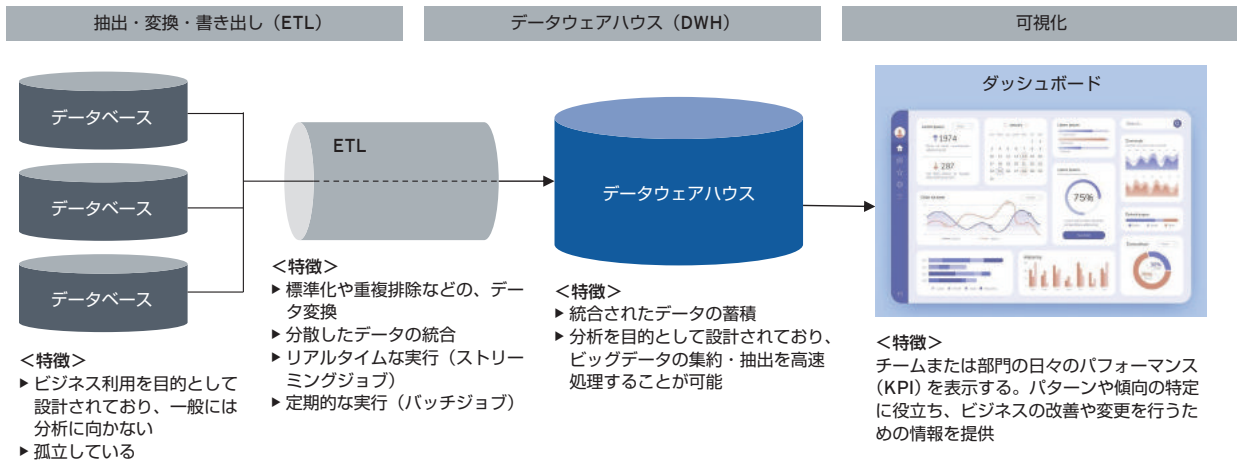 抽出・変換・書き出し（ETL）
データウェアハウス（DWH）
可視化
データベース
データベース
データベース
<特徴>
▶ ビジネス利用を目的として
設計されており、一般には
分析に向かない
▶ 孤立している
ETL
<特徴>
▶ 標準化や重複排除などの、デー
タ変換
▶ 分散したデータの統合
▶ リアルタイムな実行（ストリー
ミングジョブ）
▶ 定期的な実行（バッチジョブ）
データウェアハウス
<特徴>
▶ 統合されたデータの蓄積
▶ 分析を目的として設計されており、
ビッグデータの集約・抽出を高速
処理することが可能
ダッシュボード
1974
287
75%
<特徴>
チームまたは部門の日々のパフォーマンス
（KPI）を表示する。パターンや傾向の特定
に役立ち、ビジネスの改善や変更を行うた
めの情報を提供